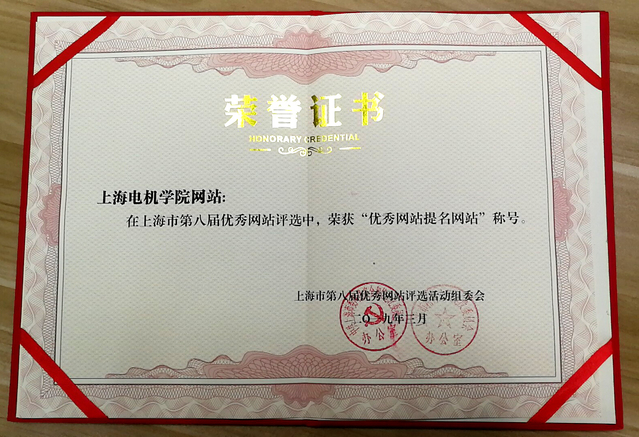 荣誉证书
HONORARY CREDENTIAL
上海电机学院网站:
在上海市第八届优秀网站评选中，荣获“优秀网站提名网站”称号。
上海市第八届优秀网站评选活动组委会
二〇一九年三月